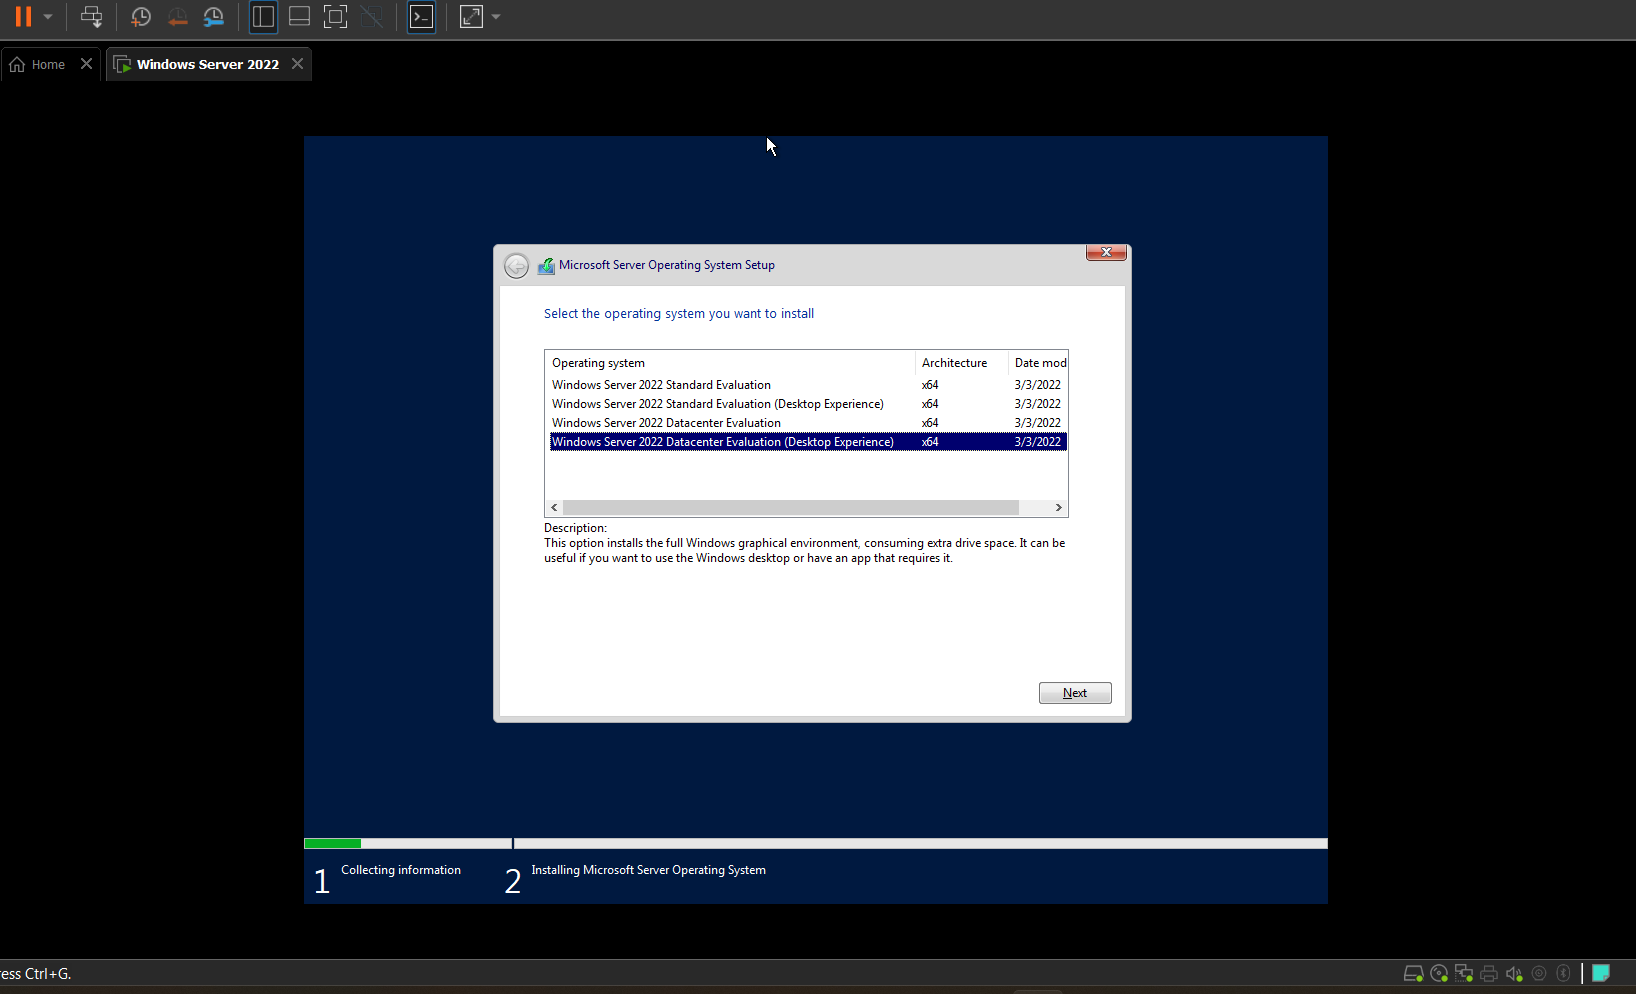 Home
Windows Server 2022
Microsoft Server Operating System Setup
Select the operating system you want to install
Operating system Architecture Date mod
Windows Server 2022 Standard Evaluation x64 3/3/2022
Windows Server 2022 Standard Evaluation (Desktop Experience) x64 3/3/2022
Windows Server 2022 Datacenter Evaluation x64 3/3/2022
Windows Server 2022 Datacenter Evaluation (Desktop Experience) x64 3/3/2022
Description:
This option installs the full Windows graphical environment, consuming extra drive space. It can be
useful if you want to use the Windows desktop or have an app that requires it.
Next
1 Collecting information 2 Installing Microsoft Server Operating System
ess Ctrl+G.